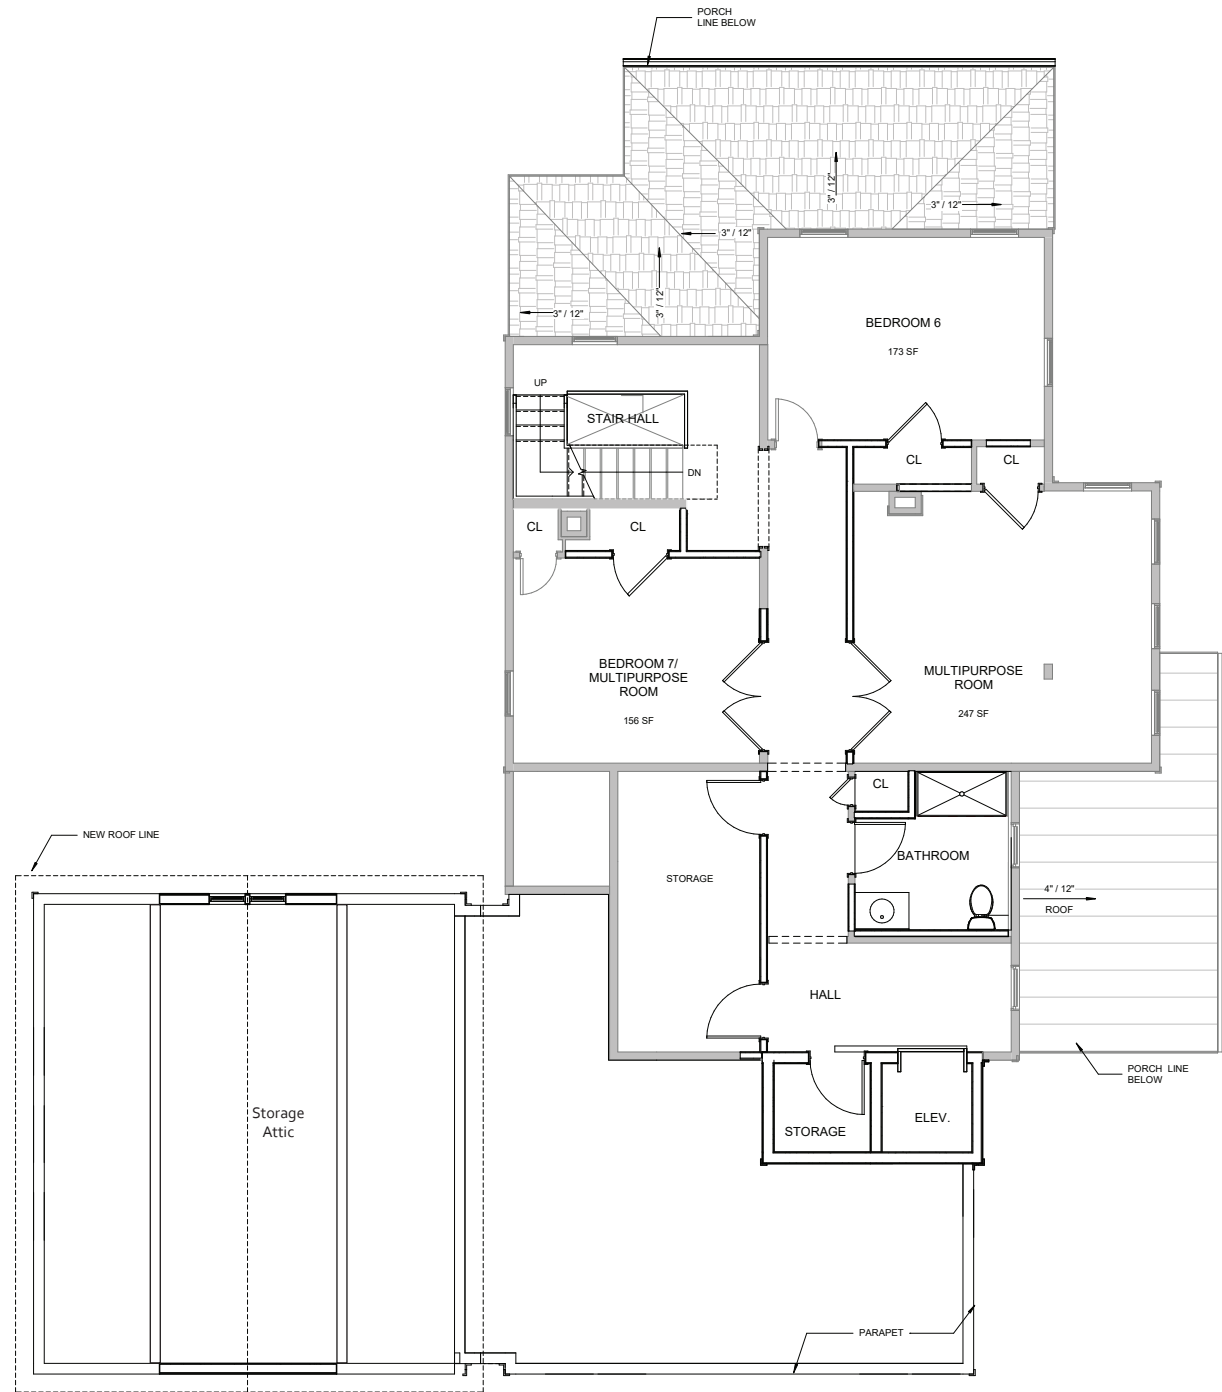 PORCH
LINE BELOW
3" / 12"
3" / 12"
3" / 12"
3" / 12"
3" / 12"
BEDROOM 6
173 SF
UP
STAIR HALL
DN
CL
CL
CL
CL
BEDROOM 7/
MULTIPURPOSE
ROOM
156 SF
MULTIPURPOSE
ROOM
247 SF
CL
NEW ROOF LINE
BATHROOM
STORAGE
4" / 12"
ROOF
HALL
PORCH LINE
BELOW
Storage
Attic
STORAGE
ELEV.
PARAPET